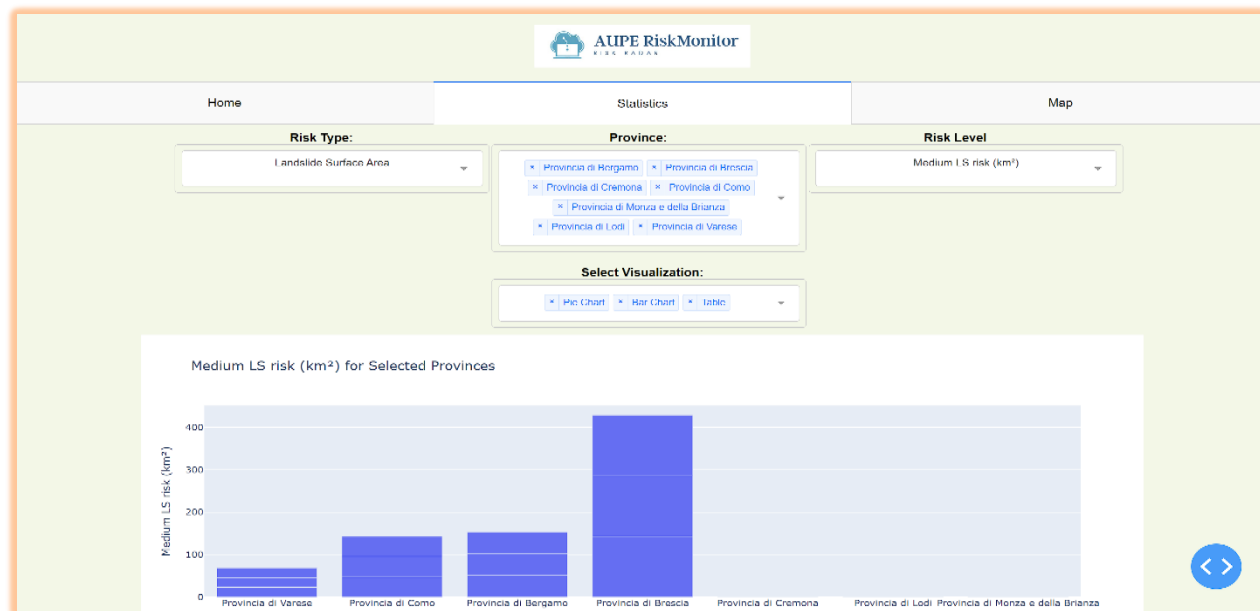 AUPE RiskMonitor
RISK RADAR
Home Statistics Map
Risk Type: Province: Risk Level
Landslide Surface Area
Medium LS risk (km²)
× Provincia di Bergamo × Provincia di Brescia
× Provincia di Cremona × Provincia di Como
× Provincia di Monza e della Brianza
× Provincia di Lodi × Provincia di Varese
Select Visualization:
× Pie Chart × Bar Chart × Table
Medium LS risk (km²) for Selected Provinces
Medium LS risk (km²)
400
300
200
100
0
Provincia di Varese Provincia di Como Provincia di Bergamo Provincia di Brescia Provincia di Cremona Provincia di Lodi Provincia di Monza e della Brianza